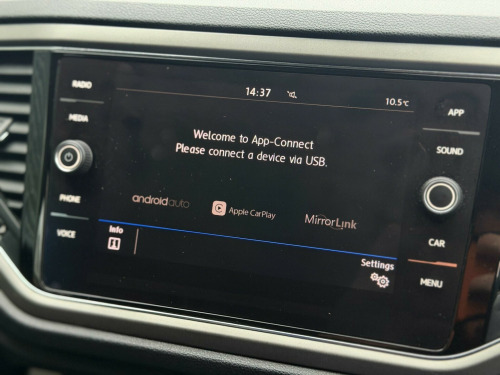 RADIO
MEDIA
PHONE
VOICE
14:37
10.5°C
Welcome to App-Connect
Please connect a device via USB.
androidauto
Apple CarPlay
MirrorLink
Info
Settings
APP
SOUND
CAR
MENU